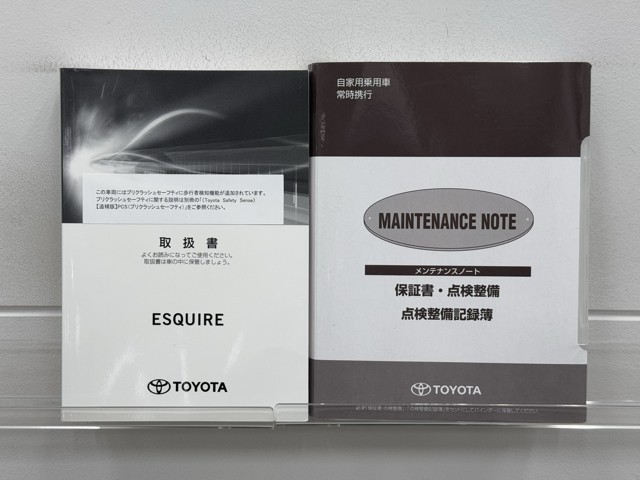 この車両にはプリクラッシュセーフティに歩行者検知機能が追加されています。
プリクラッシュセーフティに関する説明は別冊の「(Toyota Safety Sense)
【追補版】PCS(プリクラッシュセーフティ)」をご参照ください。
取扱書
よくお読みになってご使用ください。
取扱書は車の中に保管しましょう。
ESQUIRE
TOYOTA
自家用乗用車
常時携行
MAINTENANCE NOTE
メンテナンスノート
保証書・点検整備
点検整備記録簿
TOYOTA